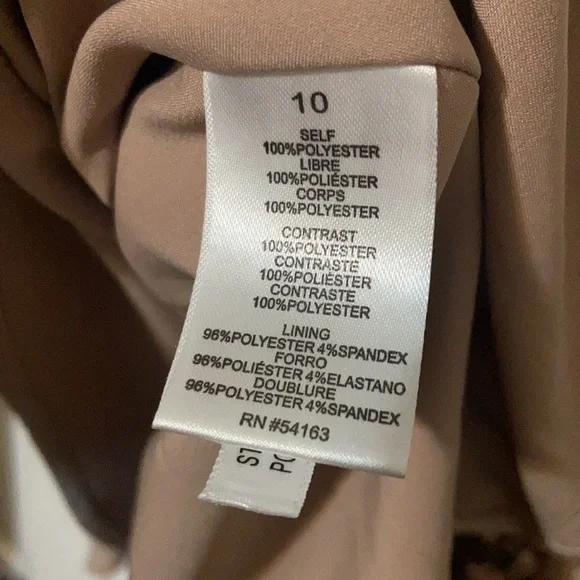 10
SELF
100%POLYESTER
LIBRE
100%POLIÉSTER
CORPS
100%POLYESTER
CONTRAST
100%POLYESTER
CONTRASTE
100%POLIÉSTER
CONTRASTE
100%POLYESTER
LINING
96%POLYESTER 4%SPANDEX
FORRO
96%POLIÉSTER 4%ELASTANO
DOUBLURE
96%POLYESTER 4%SPANDEX
RN #54163